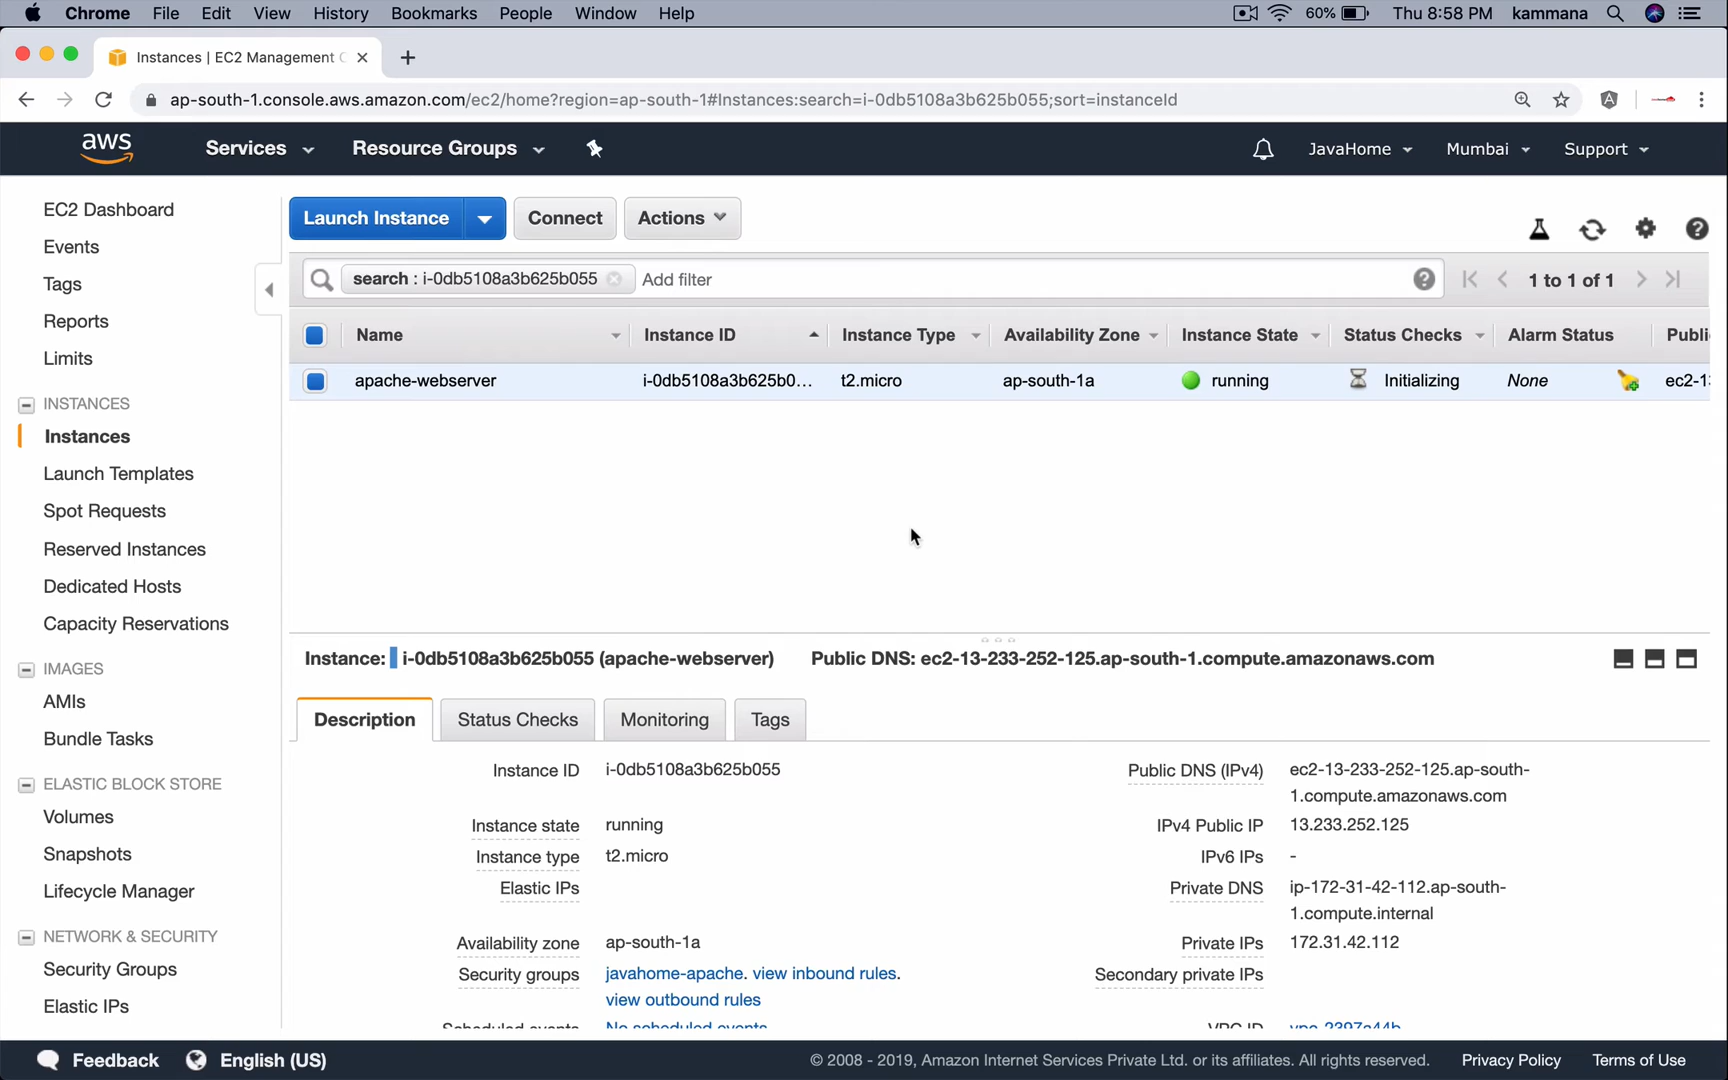 Chrome File Edit View History Bookmarks People Window Help 60% Thu 8:58 PM kammana
Instances | EC2 Management C
ap-south-1.console.aws.amazon.com/ec2/home?region=ap-south-1#Instances:search=i-0db5108a3b625b055;sort=instanceId
aws Services Resource Groups JavaHome Mumbai Support
EC2 Dashboard
Events
Tags
Reports
Limits
INSTANCES
Instances
Launch Templates
Spot Requests
Reserved Instances
Dedicated Hosts
Capacity Reservations
IMAGES
AMIs
Bundle Tasks
ELASTIC BLOCK STORE
Volumes
Snapshots
Lifecycle Manager
NETWORK & SECURITY
Security Groups
Elastic IPs
Launch Instance Connect Actions
search : i-0db5108a3b625b055 Add filter 1 to 1 of 1
Name Instance ID Instance Type Availability Zone Instance State Status Checks Alarm Status Publi
apache-webserver i-0db5108a3b625b0... t2.micro ap-south-1a running Initializing None ec2-1
Instance: i-0db5108a3b625b055 (apache-webserver) Public DNS: ec2-13-233-252-125.ap-south-1.compute.amazonaws.com
Description Status Checks Monitoring Tags
Instance ID i-0db5108a3b625b055 Public DNS (IPv4) ec2-13-233-252-125.ap-south-
1.compute.amazonaws.com
Instance state running IPv4 Public IP 13.233.252.125
Instance type t2.micro IPv6 IPs -
Elastic IPs Private DNS ip-172-31-42-112.ap-south-
1.compute.internal
Availability zone ap-south-1a Private IPs 172.31.42.112
Security groups javahome-apache. view inbound rules. Secondary private IPs
view outbound rules
Scheduled events No scheduled events VPC ID vpc-2397a44b
Feedback English (US) © 2008 - 2019, Amazon Internet Services Private Ltd. or its affiliates. All rights reserved. Privacy Policy Terms of Use